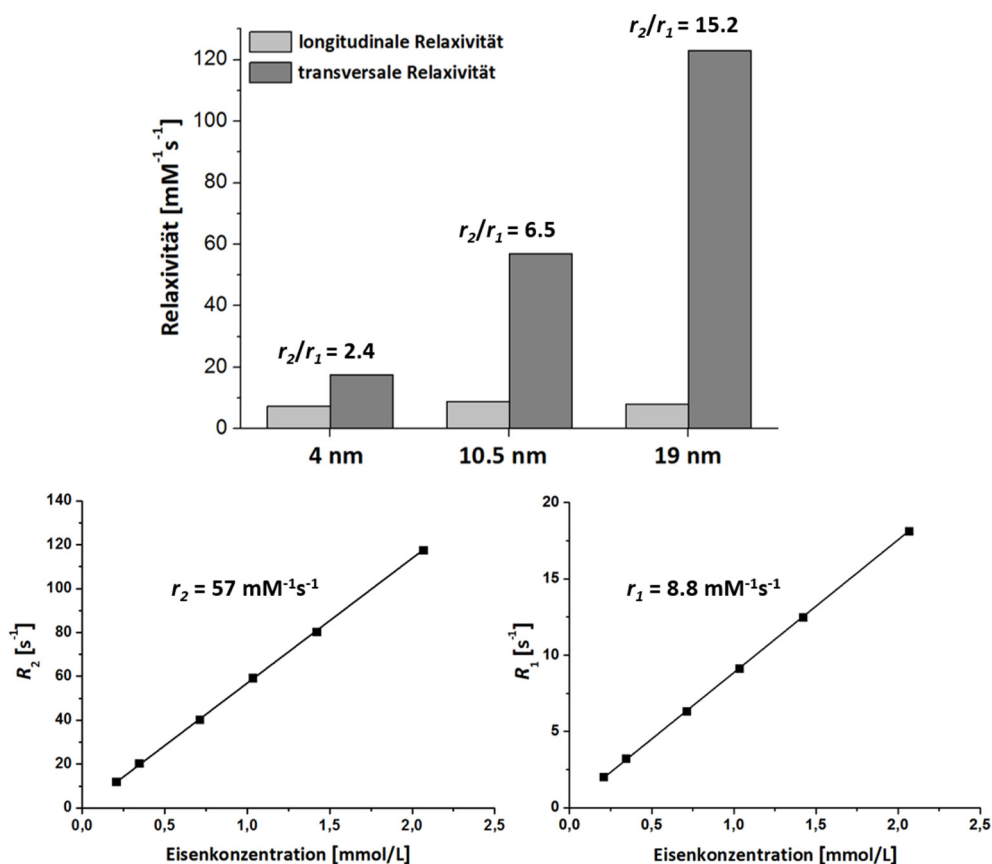 longitudinale Relaxivität
transversale Relaxivität
r₂/r₁ = 15.2
r₂/r₁ = 6.5
r₂/r₁ = 2.4
Relaxivität [mM⁻¹s⁻¹]
120
100
80
60
40
20
0
4 nm 10.5 nm 19 nm
140
120
100
80
60
40
20
0
r₂ = 57 mM⁻¹s⁻¹
R₂ [s⁻¹]
0,0 0,5 1,0 1,5 2,0 2,5
Eisenkonzentration [mmol/L]
20
15
10
5
0
r₁ = 8.8 mM⁻¹s⁻¹
R₁ [s⁻¹]
0,0 0,5 1,0 1,5 2,0 2,5
Eisenkonzentration [mmol/L]